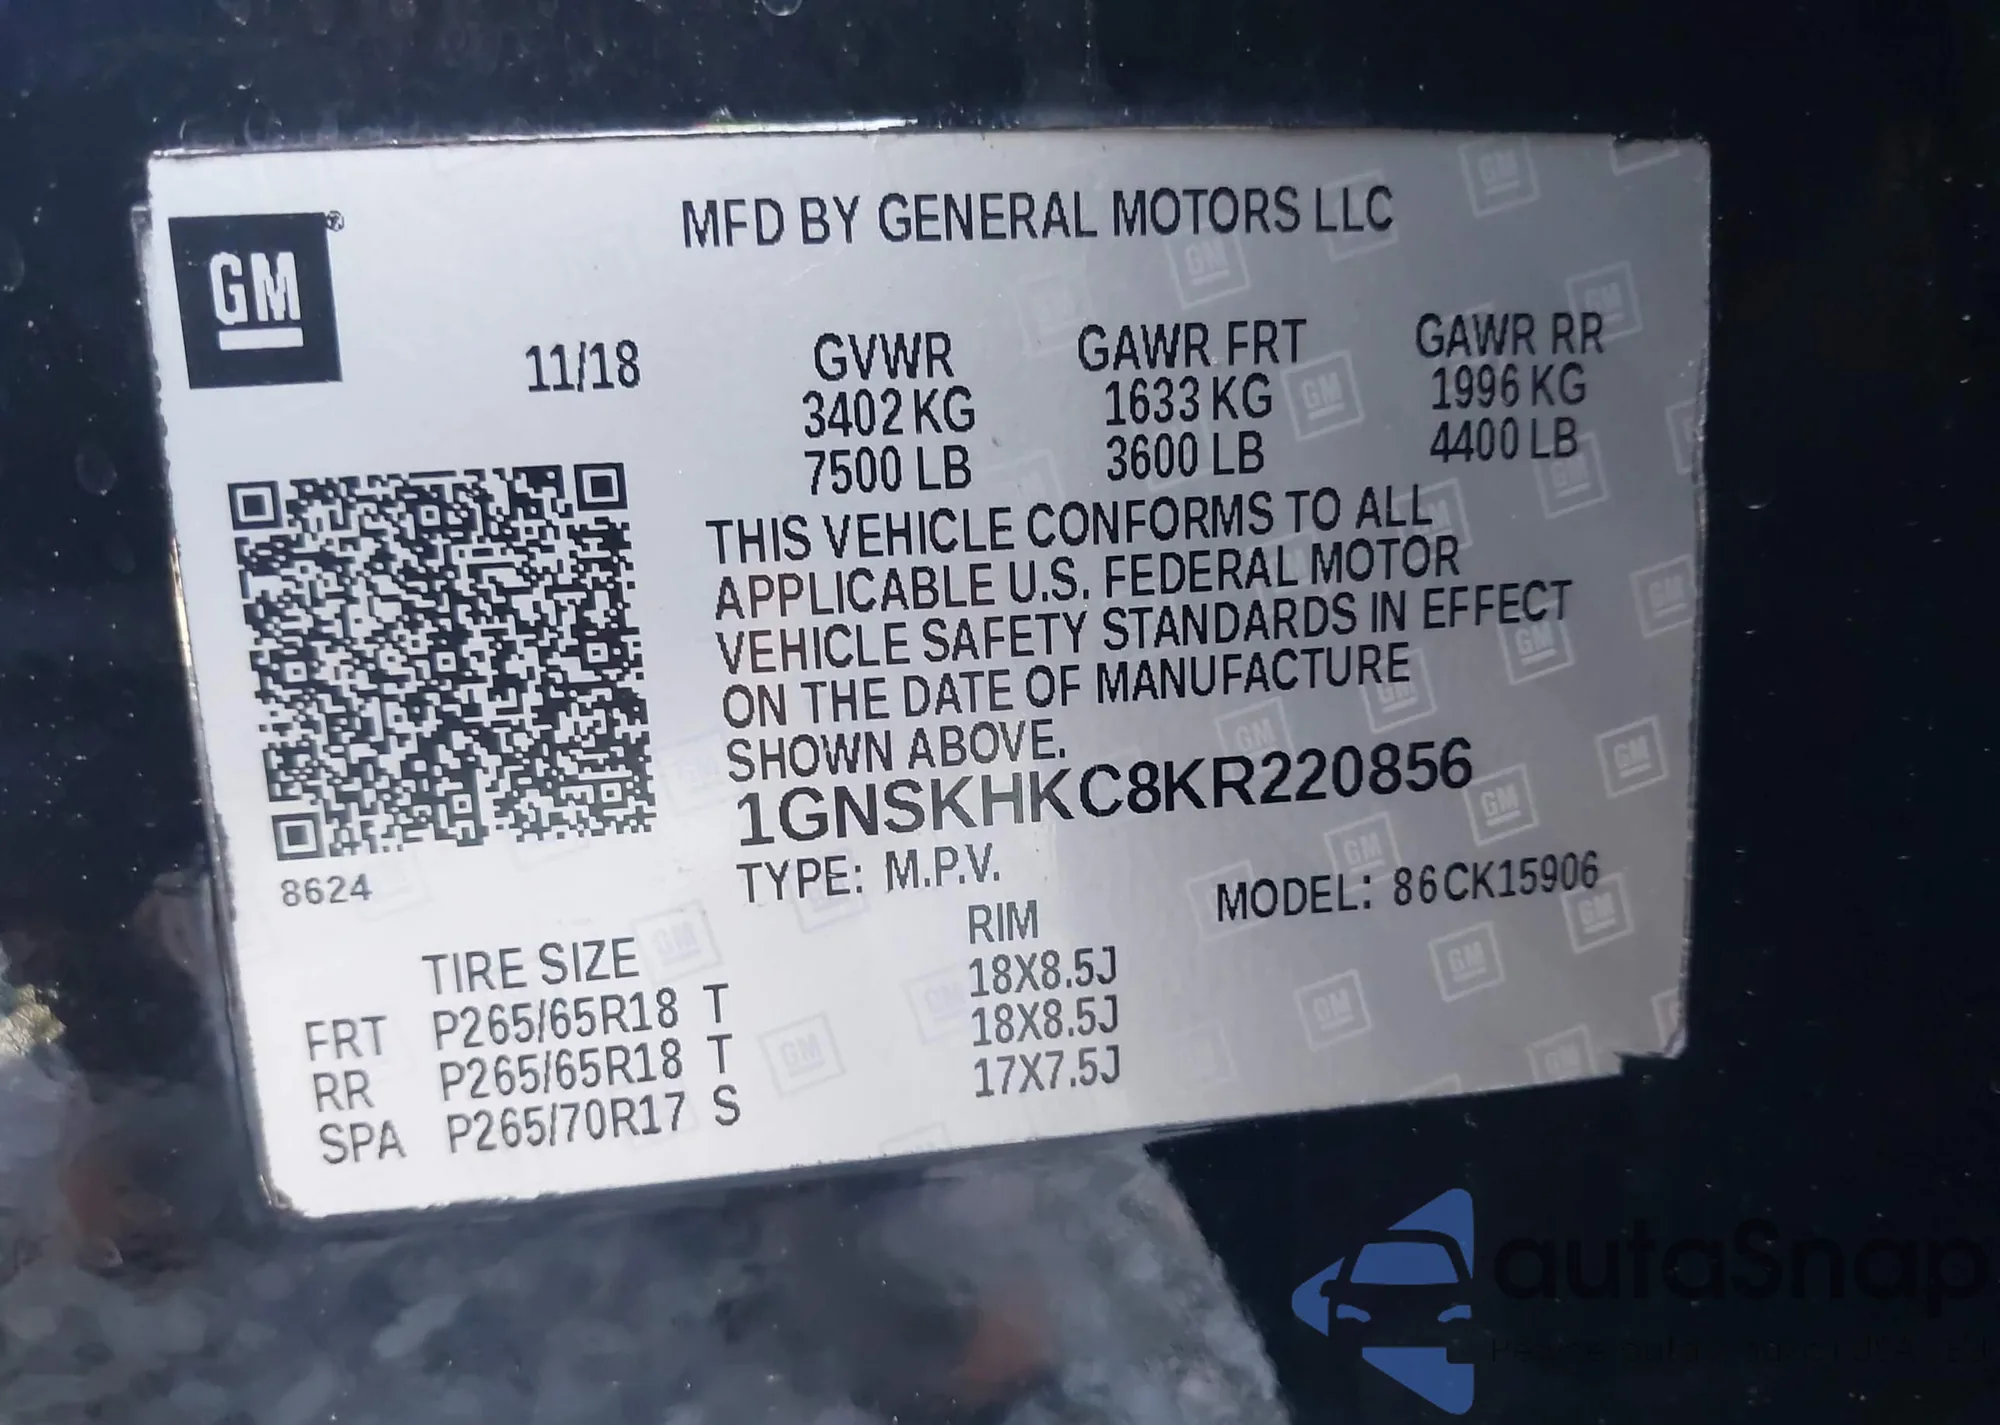 GM®
MFD BY GENERAL MOTORS LLC
11/18
GVWR GAWR FRT GAWR RR
3402 KG 1633 KG 1996 KG
7500 LB 3600 LB 4400 LB
THIS VEHICLE CONFORMS TO ALL
APPLICABLE U.S. FEDERAL MOTOR
VEHICLE SAFETY STANDARDS IN EFFECT
ON THE DATE OF MANUFACTURE
SHOWN ABOVE.
1GNSKHKC8KR220856
8624
TYPE: M.P.V. MODEL: 86CK15906
TIRE SIZE RIM
FRT P265/65R18 T 18X8.5J
RR P265/65R18 T 18X8.5J
SPA P265/70R17 S 17X7.5J
autaSnap